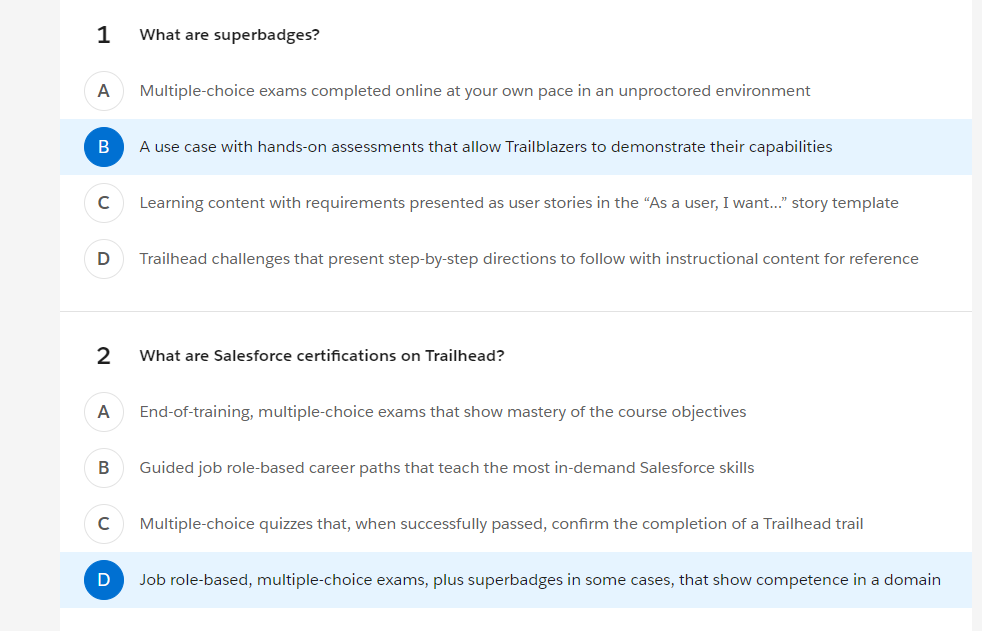 1 What are superbadges?
A Multiple-choice exams completed online at your own pace in an unproctored environment
B A use case with hands-on assessments that allow Trailblazers to demonstrate their capabilities
C Learning content with requirements presented as user stories in the “As a user, I want...” story template
D Trailhead challenges that present step-by-step directions to follow with instructional content for reference
2 What are Salesforce certifications on Trailhead?
A End-of-training, multiple-choice exams that show mastery of the course objectives
B Guided job role-based career paths that teach the most in-demand Salesforce skills
C Multiple-choice quizzes that, when successfully passed, confirm the completion of a Trailhead trail
D Job role-based, multiple-choice exams, plus superbadges in some cases, that show competence in a domain